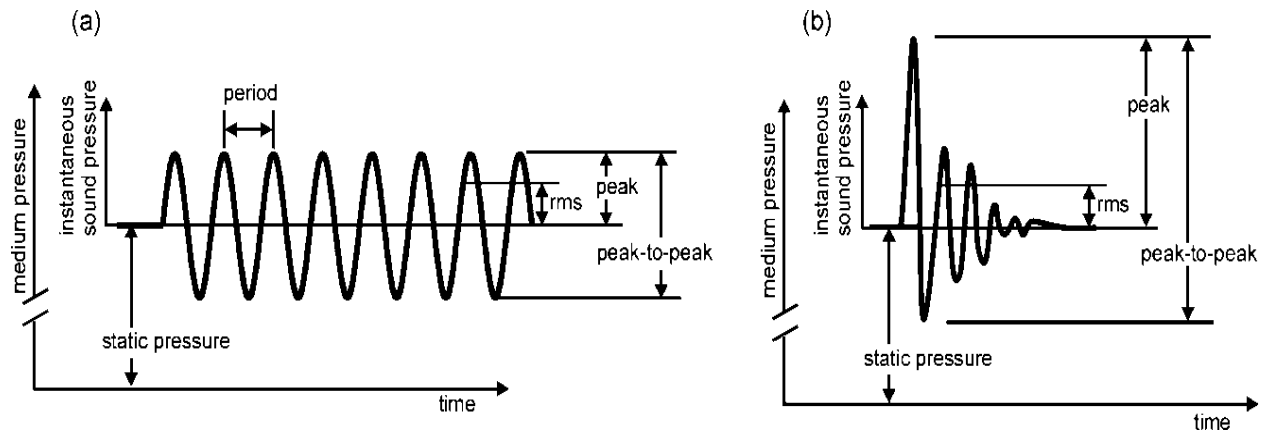 (a)
medium pressure
instantaneous
sound pressure
period
peak
rms
peak-to-peak
static pressure
time
(b)
medium pressure
instantaneous
sound pressure
peak
rms
peak-to-peak
static pressure
time